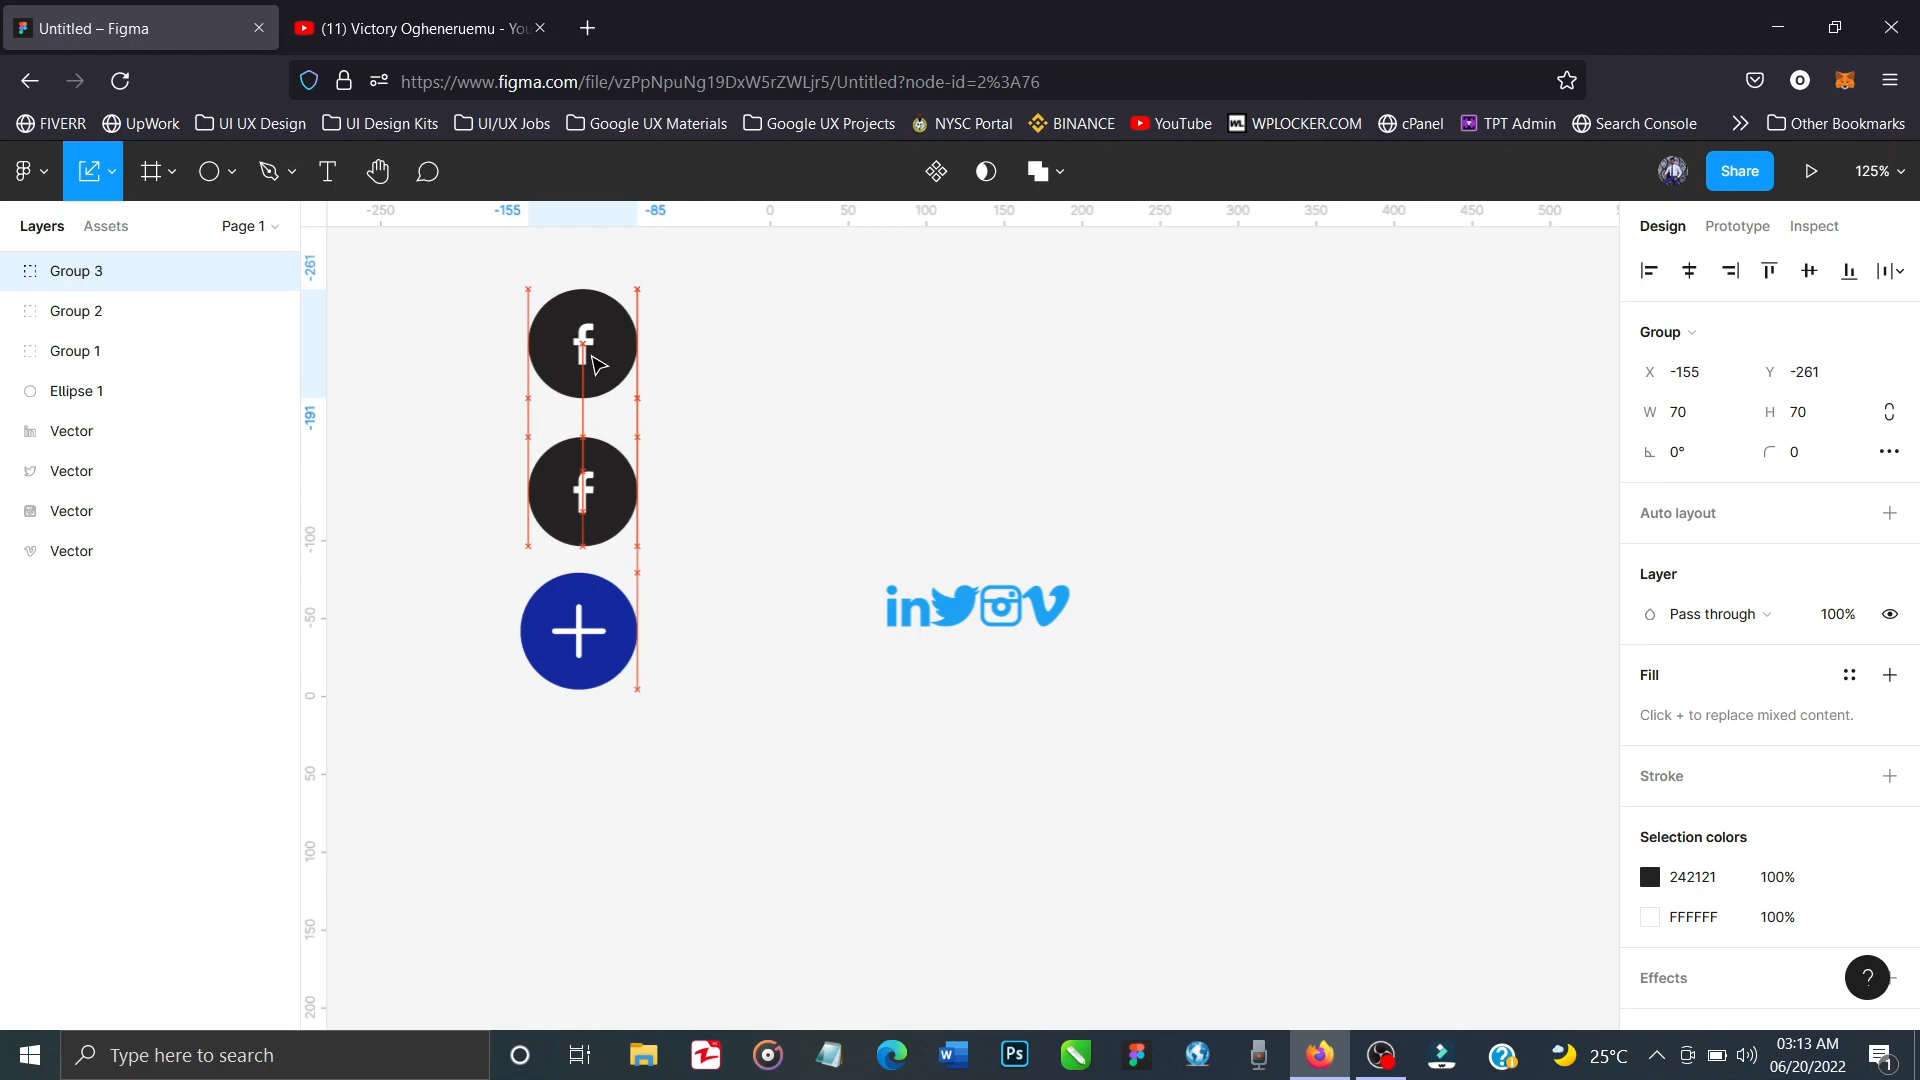 Untitled – Figma
(11) Victory Ogheneruemu - You
https://www.figma.com/file/vzPpNpuNg19DxW5rZWLjr5/Untitled?node-id=2%3A76
FIVERR UpWork UI UX Design UI Design Kits UI/UX Jobs Google UX Materials Google UX Projects NYSC Portal BINANCE YouTube WPLOCKER.COM cPanel TPT Admin Search Console Other Bookmarks
T Share 125%
Layers Assets Page 1
-250 -155 -85 0 50 100 150 200 250 300 350 400 450 500
Design Prototype Inspect
-261
Group 3
Group 2
Group 1
Ellipse 1
Vector
Vector
Vector
Vector
-191
-100
-50
0
50
100
150
200
f
f
in
Group
X -155 Y -261
W 70 H 70
0° 0
Auto layout
Layer
Pass through 100%
Fill
Click + to replace mixed content.
Stroke
Selection colors
242121 100%
FFFFFF 100%
Effects
?
Type here to search
Ps
25°C
03:13 AM
06/20/2022
1